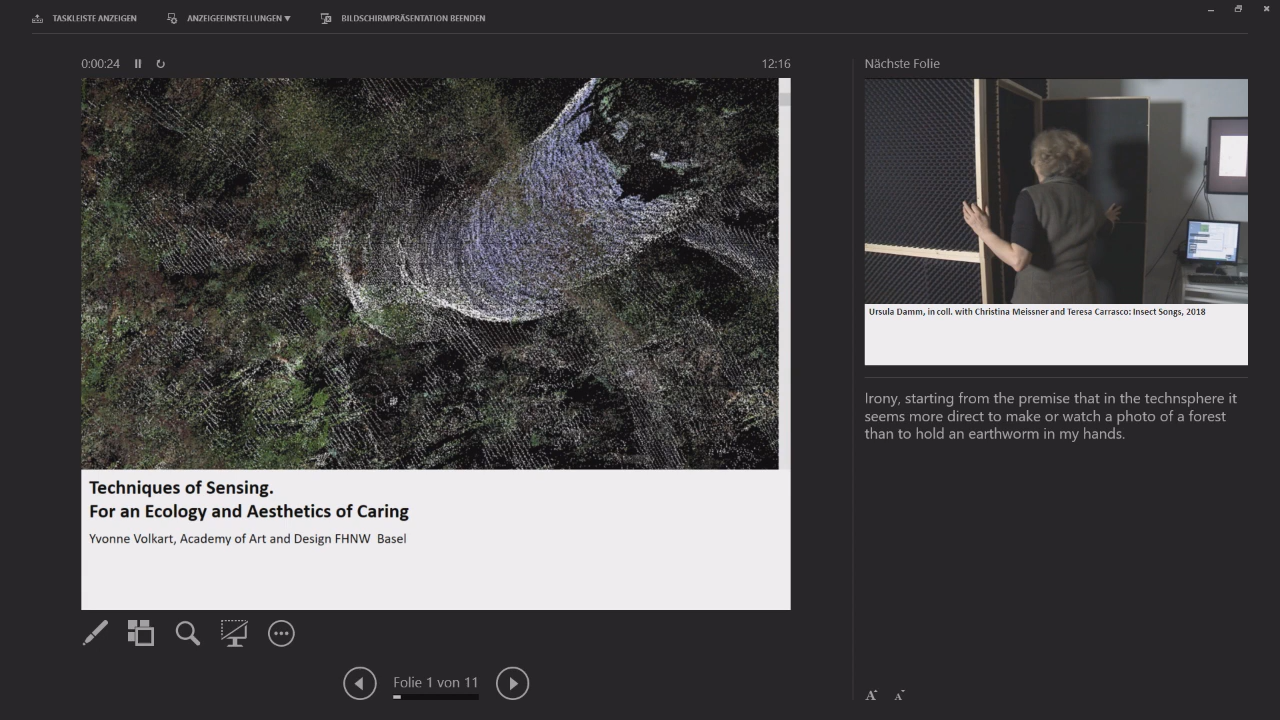 TASKLEISTE ANZEIGEN
ANZEIGEEINSTELLUNGEN ▼
BILDSCHIRMPRÄSENTATION BEENDEN
0:00:24
12:16
Nächste Folie
Techniques of Sensing.
For an Ecology and Aesthetics of Caring
Yvonne Volkart, Academy of Art and Design FHNW Basel
Ursula Damm, in coll. with Christina Meissner and Teresa Carrasco: Insect Songs, 2018
Irony, starting from the premise that in the technsphere it
seems more direct to make or watch a photo of a forest
than to hold an earthworm in my hands.
Folie 1 von 11
A A